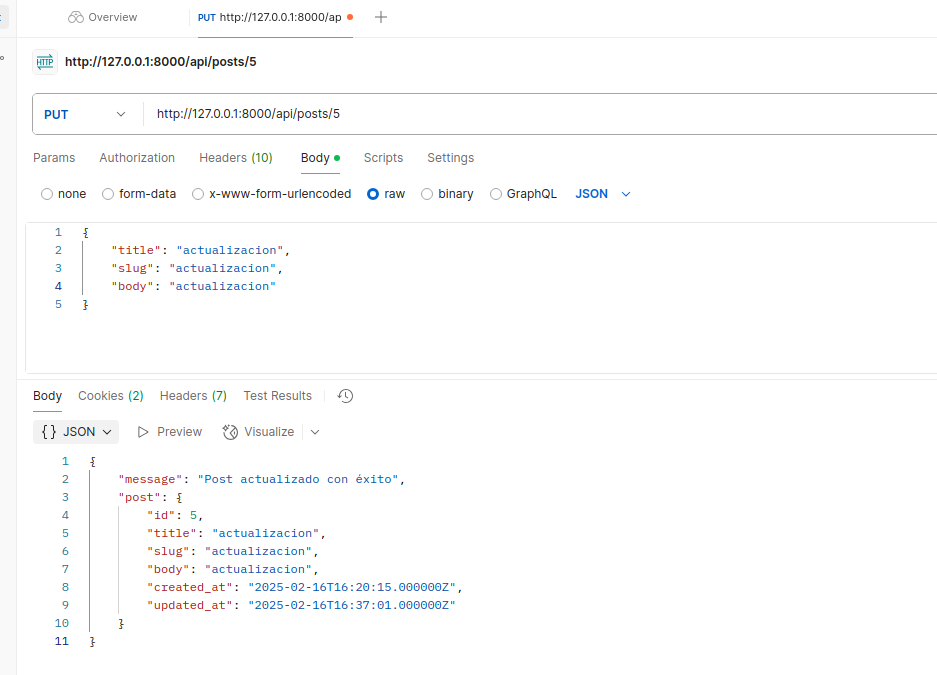 Overview PUT http://127.0.0.1:8000/ap
HTTP http://127.0.0.1:8000/api/posts/5
PUT http://127.0.0.1:8000/api/posts/5
Params Authorization Headers (10) Body Scripts Settings
none form-data x-www-form-urlencoded raw binary GraphQL JSON
1 {
2 "title": "actualizacion",
3 "slug": "actualizacion",
4 "body": "actualizacion"
5 }
Body Cookies (2) Headers (7) Test Results
{} JSON Preview Visualize
1 {
2 "message": "Post actualizado con éxito",
3 "post": {
4 "id": 5,
5 "title": "actualizacion",
6 "slug": "actualizacion",
7 "body": "actualizacion",
8 "created_at": "2025-02-16T16:20:15.000000Z",
9 "updated_at": "2025-02-16T16:37:01.000000Z"
10 }
11 }